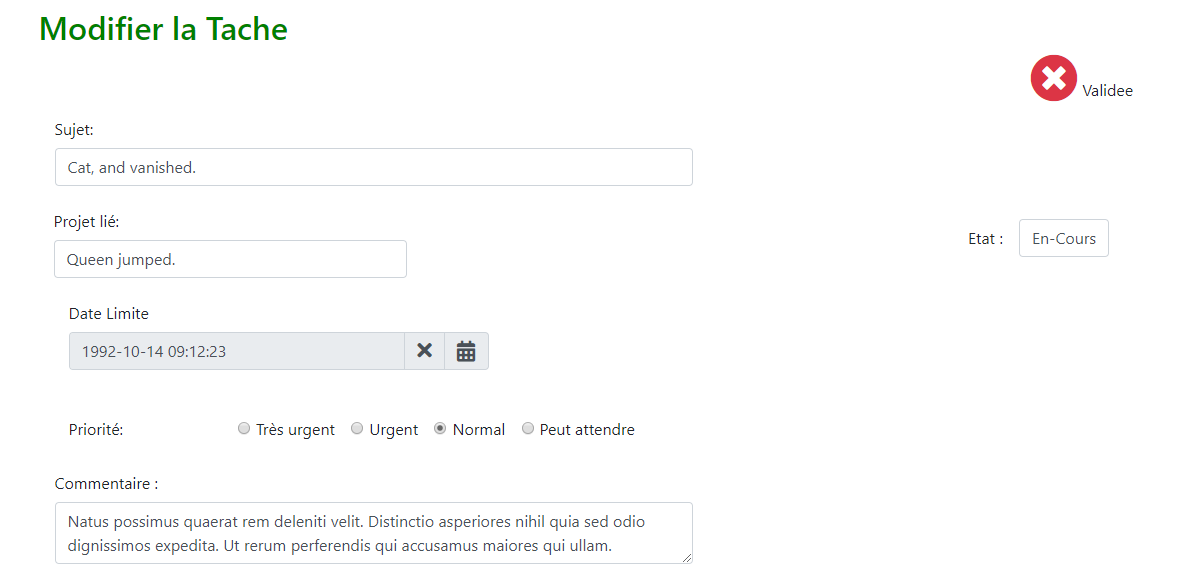 Modifier la Tache
Validee
Sujet:
Cat, and vanished.
Projet lié:
Queen jumped.
Etat :
En-Cours
Date Limite
1992-10-14 09:12:23
Priorité:
Très urgent
Urgent
Normal
Peut attendre
Commentaire :
Natus possimus quaerat rem deleniti velit. Distinctio asperiores nihil quia sed odio
dignissimos expedita. Ut rerum perferendis qui accusamus maiores qui ullam.